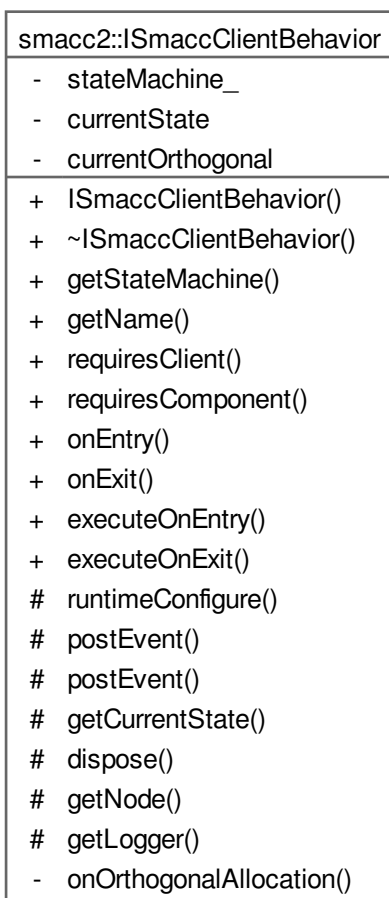 smacc2::ISmaccClientBehavior
- stateMachine_
- currentState
- currentOrthogonal
+ ISmaccClientBehavior()
+ ~ISmaccClientBehavior()
+ getStateMachine()
+ getName()
+ requiresClient()
+ requiresComponent()
+ onEntry()
+ onExit()
+ executeOnEntry()
+ executeOnExit()
# runtimeConfigure()
# postEvent()
# postEvent()
# getCurrentState()
# dispose()
# getNode()
# getLogger()
- onOrthogonalAllocation()